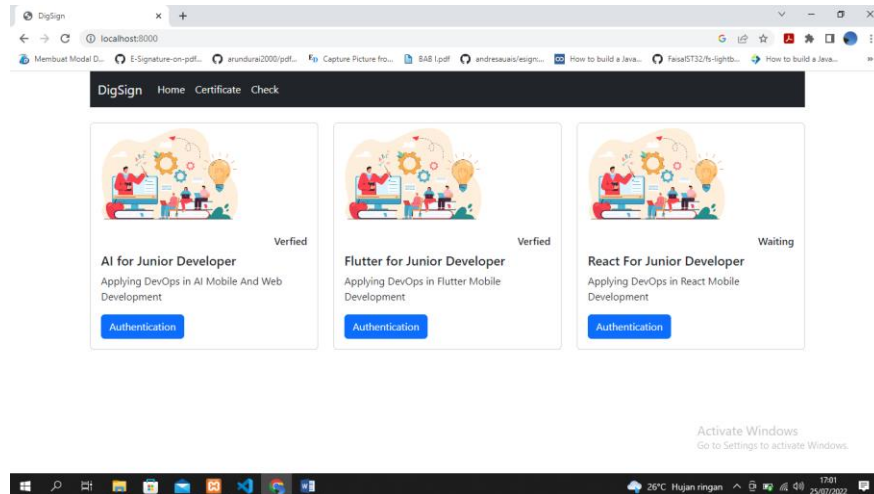 DigSign
localhost:8000
Membuat Modal D... E-Signature-on-pdf... arundurai2000/pdf... Capture Picture fro... BAB I.pdf andresauais/esign:... How to build a Java... FaisalST32/fs-lightb... How to build a Java...
DigSign Home Certificate Check
Verfied
AI for Junior Developer
Applying DevOps in AI Mobile And Web
Development
Authentication
Verfied
Flutter for Junior Developer
Applying DevOps in Flutter Mobile
Development
Authentication
Waiting
React For Junior Developer
Applying DevOps in React Mobile
Development
Authentication
Activate Windows
Go to Settings to activate Windows.
26°C Hujan ringan
17:01
25/07/2022